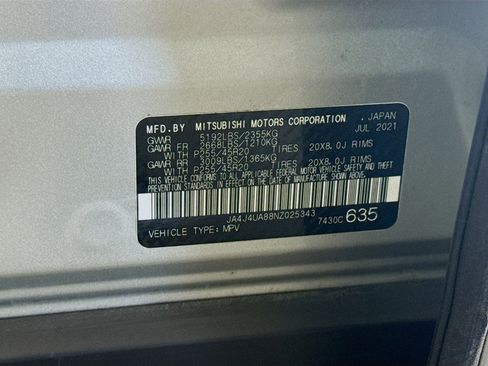 MFD.BY MITSUBISHI MOTORS CORPORATION . JAPAN
GVWR 5192LBS/2355KG JUL 2021
GAWR FR 2668LBS/1210KG
WITH P255/45R20 TIRES 20X8.0J RIMS
GAWR RR 3009LBS/1365KG
WITH P255/45R20 TIRES 20X8.0J RIMS
THIS VEHICLE CONFORMS TO ALL APPLICABLE FEDERAL MOTOR VEHICLE SAFETY AND THEFT
PREVENTION STANDARDS IN EFFECT ON THE DATE OF MANUFACTURE SHOWN ABOVE.
JA4J4UA88NZ025343 7430C 635
VEHICLE TYPE: MPV